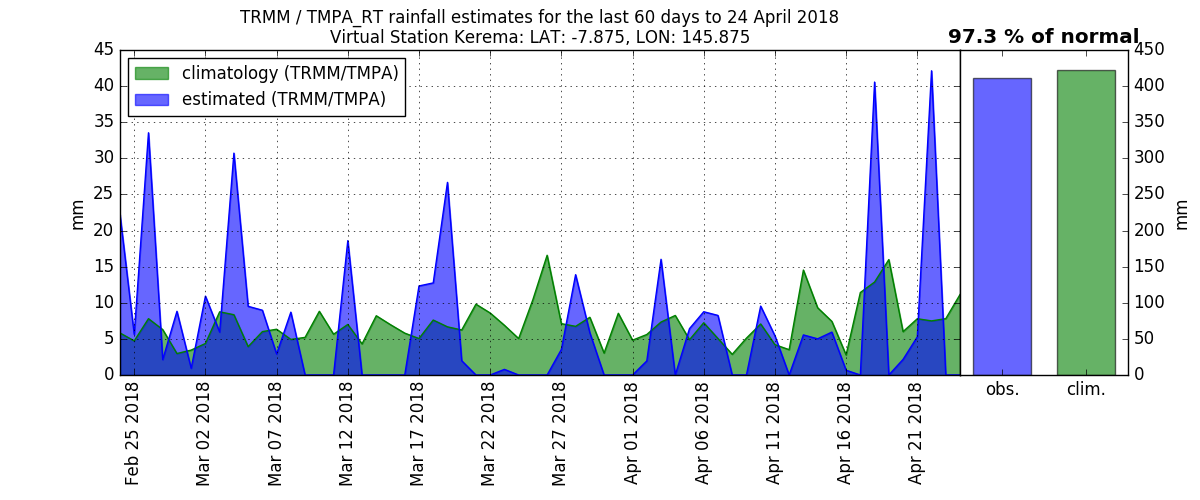 TRMM / TMPA_RT rainfall estimates for the last 60 days to 24 April 2018
Virtual Station Kerema: LAT: -7.875, LON: 145.875
97.3 % of normal
climatology (TRMM/TMPA)
estimated (TRMM/TMPA)
mm
45
40
35
30
25
20
15
10
5
0
Feb 25 2018
Mar 02 2018
Mar 07 2018
Mar 12 2018
Mar 17 2018
Mar 22 2018
Mar 27 2018
Apr 01 2018
Apr 06 2018
Apr 11 2018
Apr 16 2018
Apr 21 2018
450
400
350
300
250
200
150
100
50
0
mm
obs.
clim.